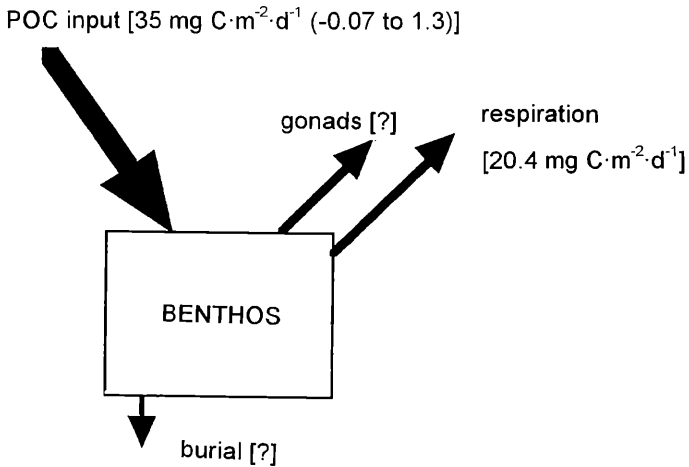 POC input [35 mg C·m⁻²·d⁻¹ (-0.07 to 1.3)]
gonads [?]
respiration
[20.4 mg C·m⁻²·d⁻¹]
BENTHOS
burial [?]